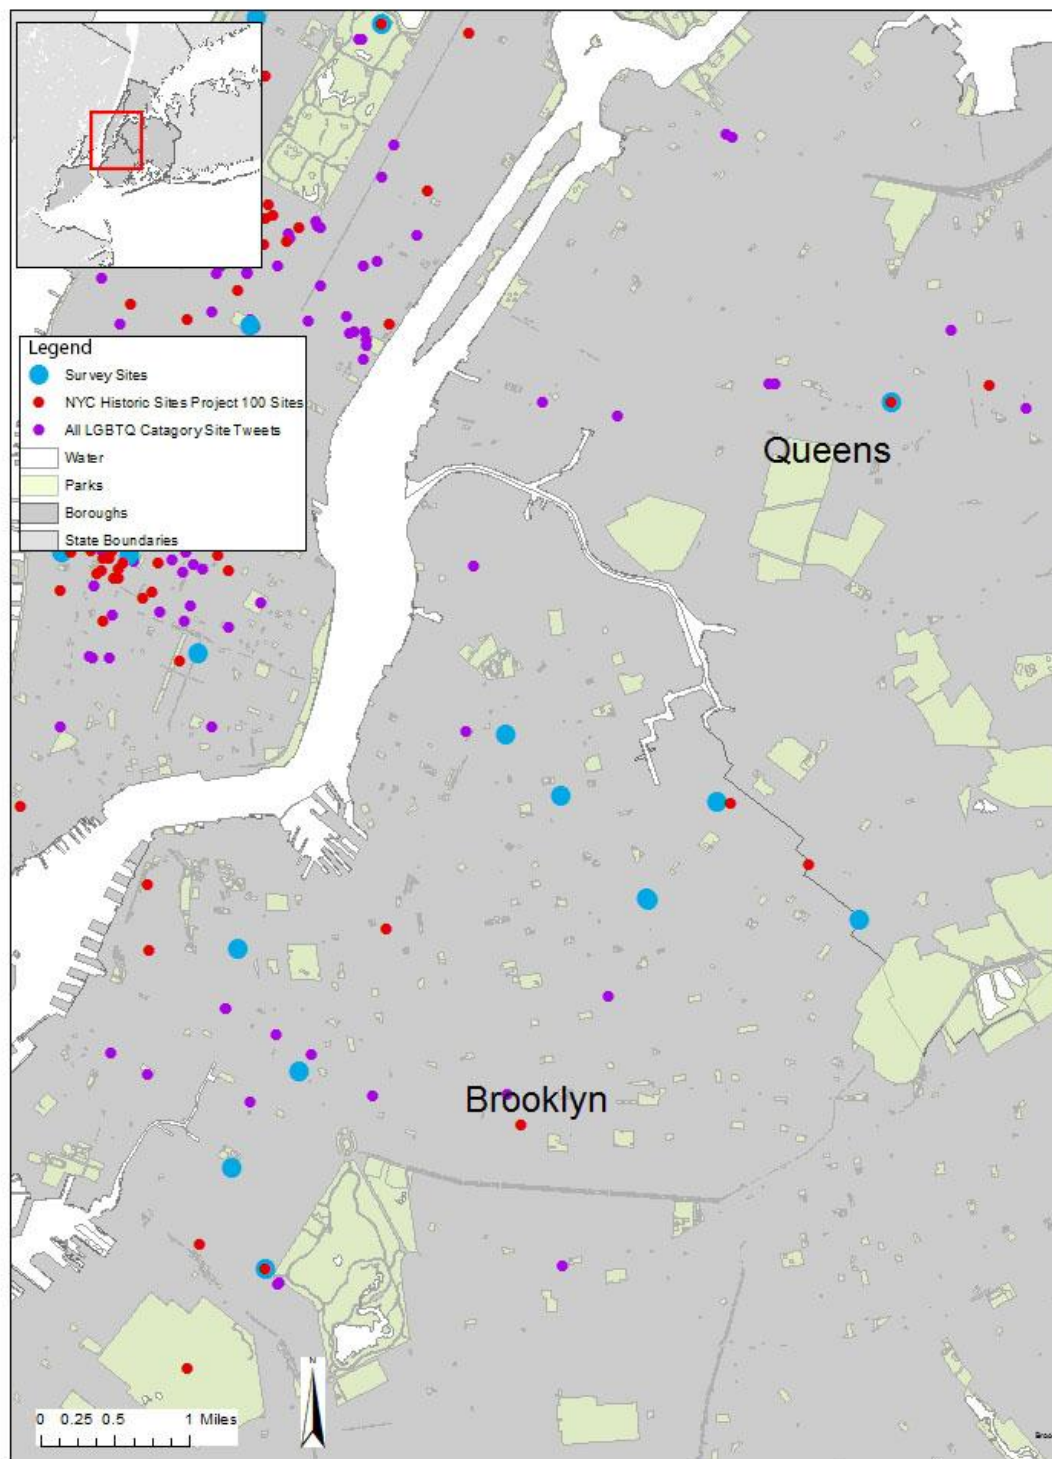 Legend
Survey Sites
NYC Historic Sites Project 100 Sites
All LGBTQ Catagory Site Tweets
Water
Parks
Boroughs
State Boundaries
Queens
Brooklyn
N
0 0.25 0.5 1 Miles